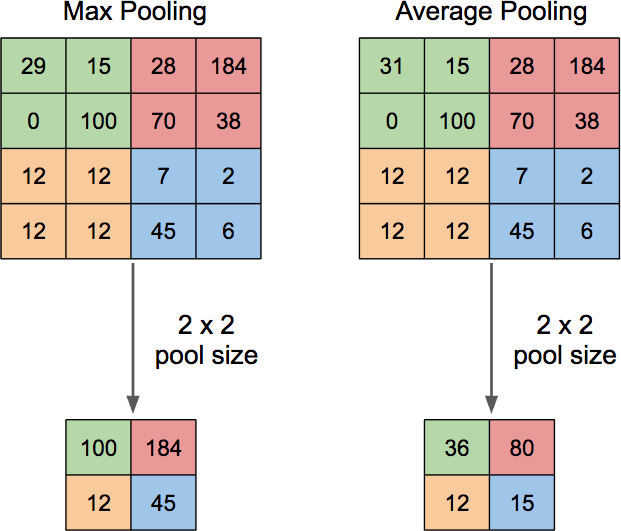 Max Pooling
29 15 28 184
0 100 70 38
12 12 7 2
12 12 45 6
2 x 2
pool size
100 184
12 45
Average Pooling
31 15 28 184
0 100 70 38
12 12 7 2
12 12 45 6
2 x 2
pool size
36 80
12 15